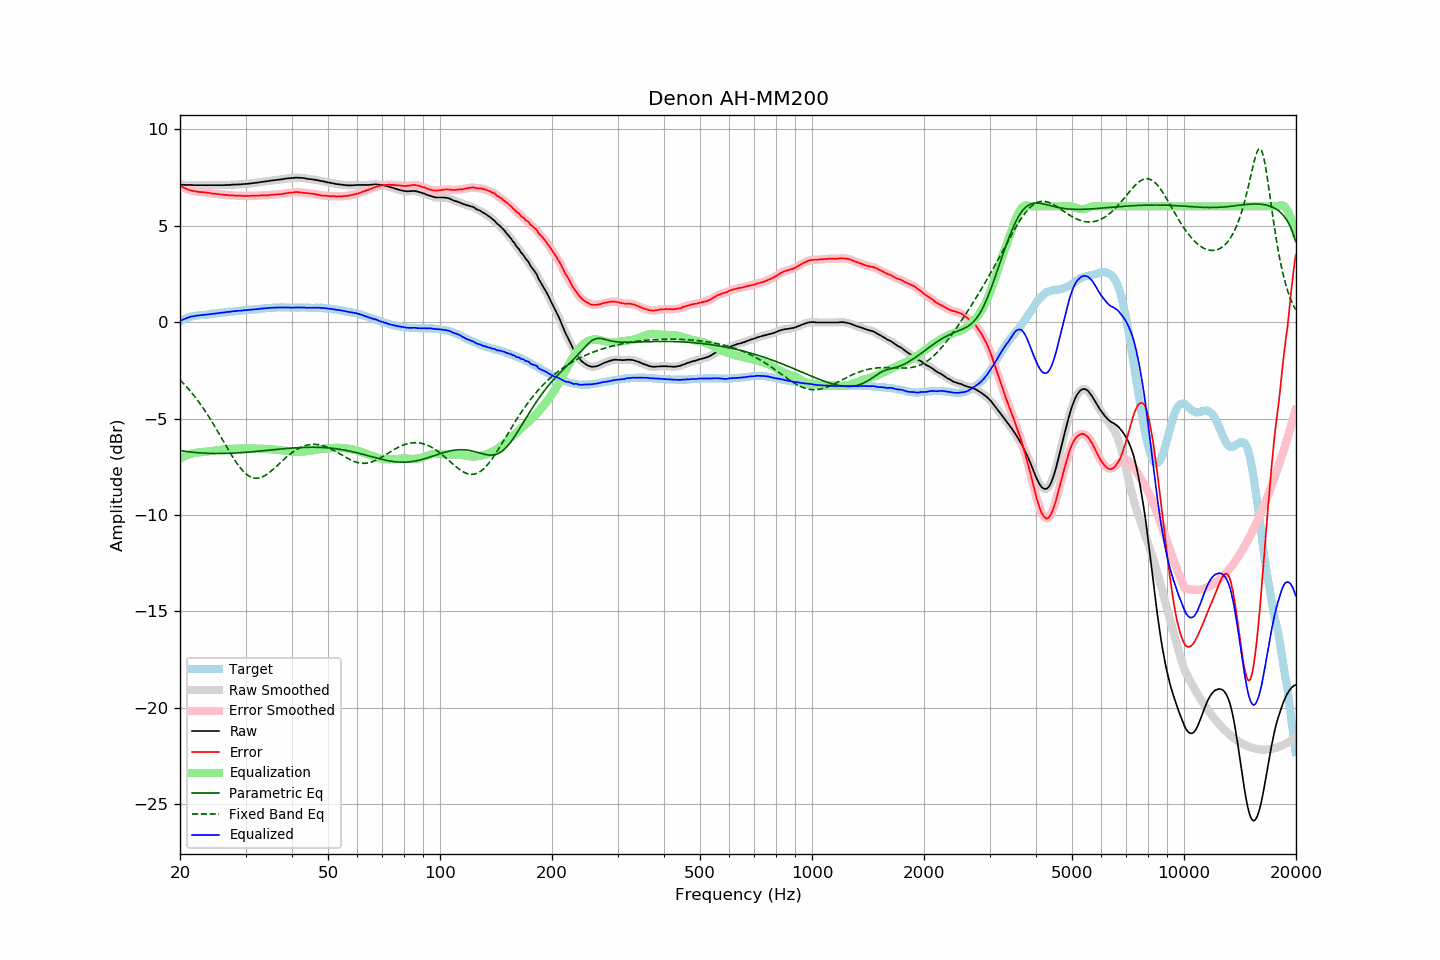 Denon AH-MM200
10
5
0
−5
−10
−15
−20
−25
Amplitude (dBr)
Target
Raw Smoothed
Error Smoothed
Raw
Error
Equalization
Parametric Eq
Fixed Band Eq
Equalized
20 50 100 200 500 1000 2000 5000 10000 20000
Frequency (Hz)